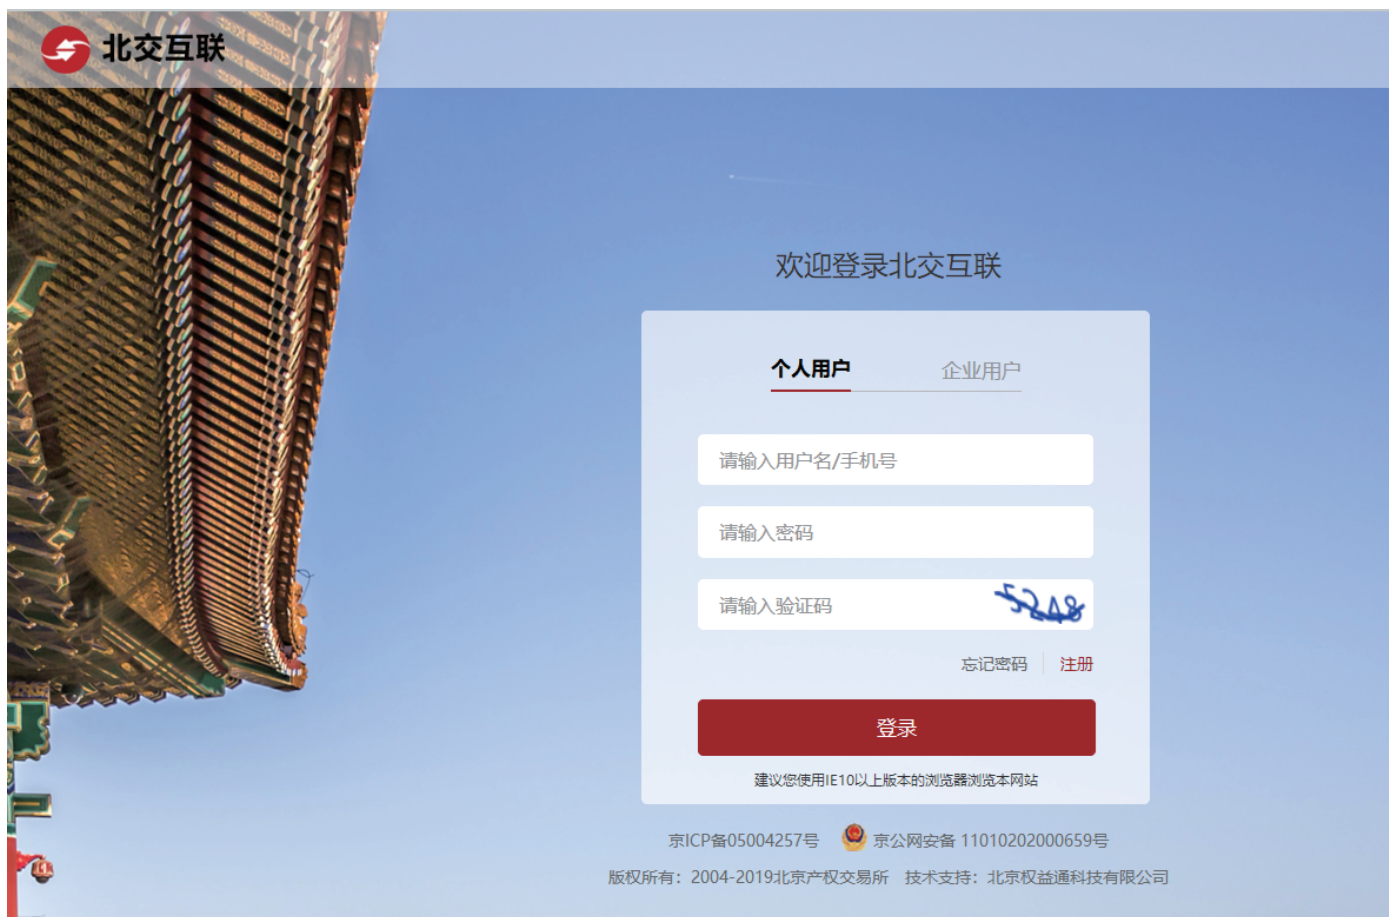 北交互联
欢迎登录北交互联
个人用户 企业用户
请输入用户名/手机号
请输入密码
请输入验证码 5248
忘记密码 注册
登录
建议您使用IE10以上版本的浏览器浏览本网站
京ICP备05004257号 京公网安备 11010202000659号
版权所有：2004-2019北京产权交易所 技术支持：北京权益通科技有限公司